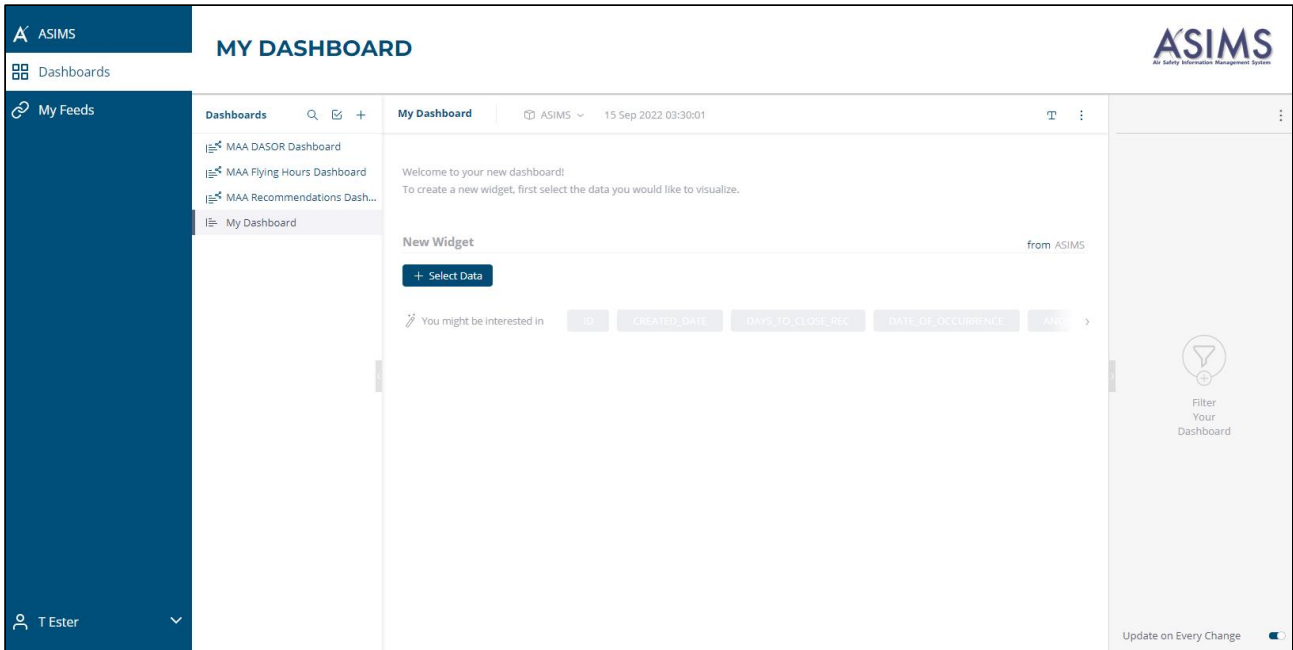 ASIMS
Dashboards
My Feeds
T Ester
MY DASHBOARD
ASIMS
Air Safety Information Management System
Dashboards
MAA DASOR Dashboard
MAA Flying Hours Dashboard
MAA Recommendations Dash...
My Dashboard
My Dashboard ASIMS 15 Sep 2022 03:30:01 T
Welcome to your new dashboard!
To create a new widget, first select the data you would like to visualize.
New Widget from ASIMS
+ Select Data
You might be interested in ID CREATED_DATE DAYS_TO_CLOSE_REC DATE_OF_OCCURRENCE
Filter
Your
Dashboard
Update on Every Change